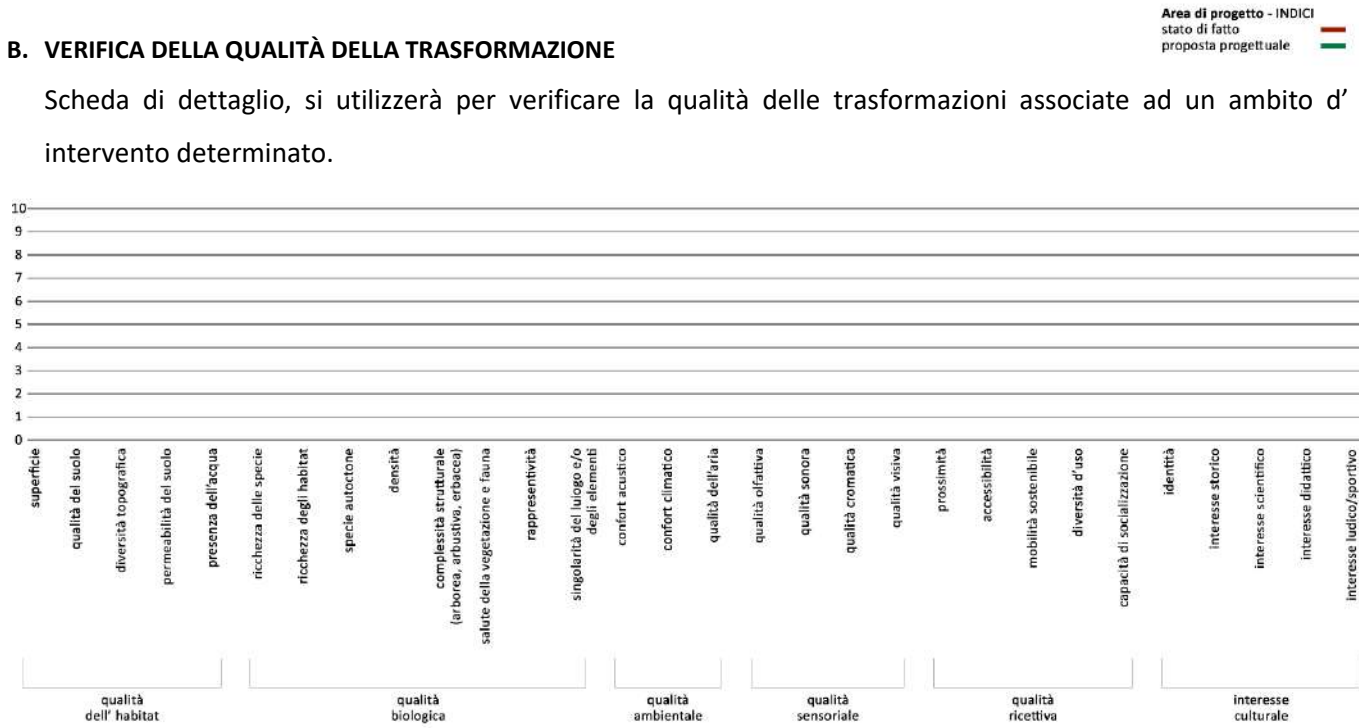 Area di progetto - INDICI
stato di fatto
proposta progettuale
B. VERIFICA DELLA QUALITÀ DELLA TRASFORMAZIONE
Scheda di dettaglio, si utilizzerà per verificare la qualità delle trasformazioni associate ad un ambito d’
intervento determinato.
10
9
8
7
6
5
4
3
2
1
0
superficie
qualità del suolo
diversità topografica
permeabilità del suolo
presenza dell'acqua
ricchezza delle specie
ricchezza degli habitat
specie autoctone
densità
complessità strutturale
(arborea, arbustiva, erbacea)
salute della vegetazione e fauna
rappresentività
singolarità del luiogo e/o
degli elementi
confort acustico
confort climatico
qualità dell'aria
qualità olfattiva
qualità sonora
qualità cromatica
qualità visiva
prossimità
accessibilità
mobilità sostenibile
diversità d'uso
capacità di socializzazione
identità
interesse storico
interesse scientifico
interesse didattico
interesse ludico/sportivo
qualità
dell' habitat
qualità
biologica
qualità
ambientale
qualità
sensoriale
qualità
ricettiva
interesse
culturale